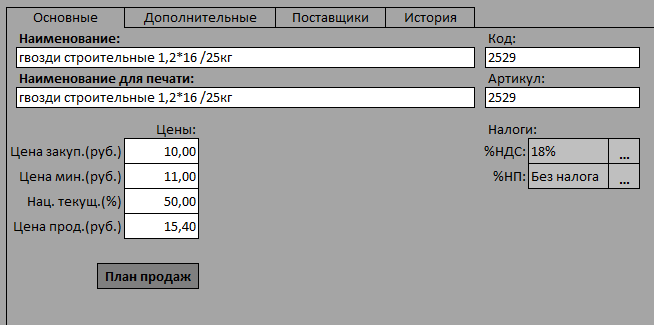 Основные Дополнительные Поставщики История
Наименование: Код:
гвозди строительные 1,2*16 /25кг 2529
Наименование для печати: Артикул:
гвозди строительные 1,2*16 /25кг 2529
Цены: Налоги:
Цена закуп.(руб.) 10,00 %НДС: 18% ...
Цена мин.(руб.) 11,00 %НП: Без налога ...
Нац. текущ.(%) 50,00
Цена прод.(руб.) 15,40
План продаж